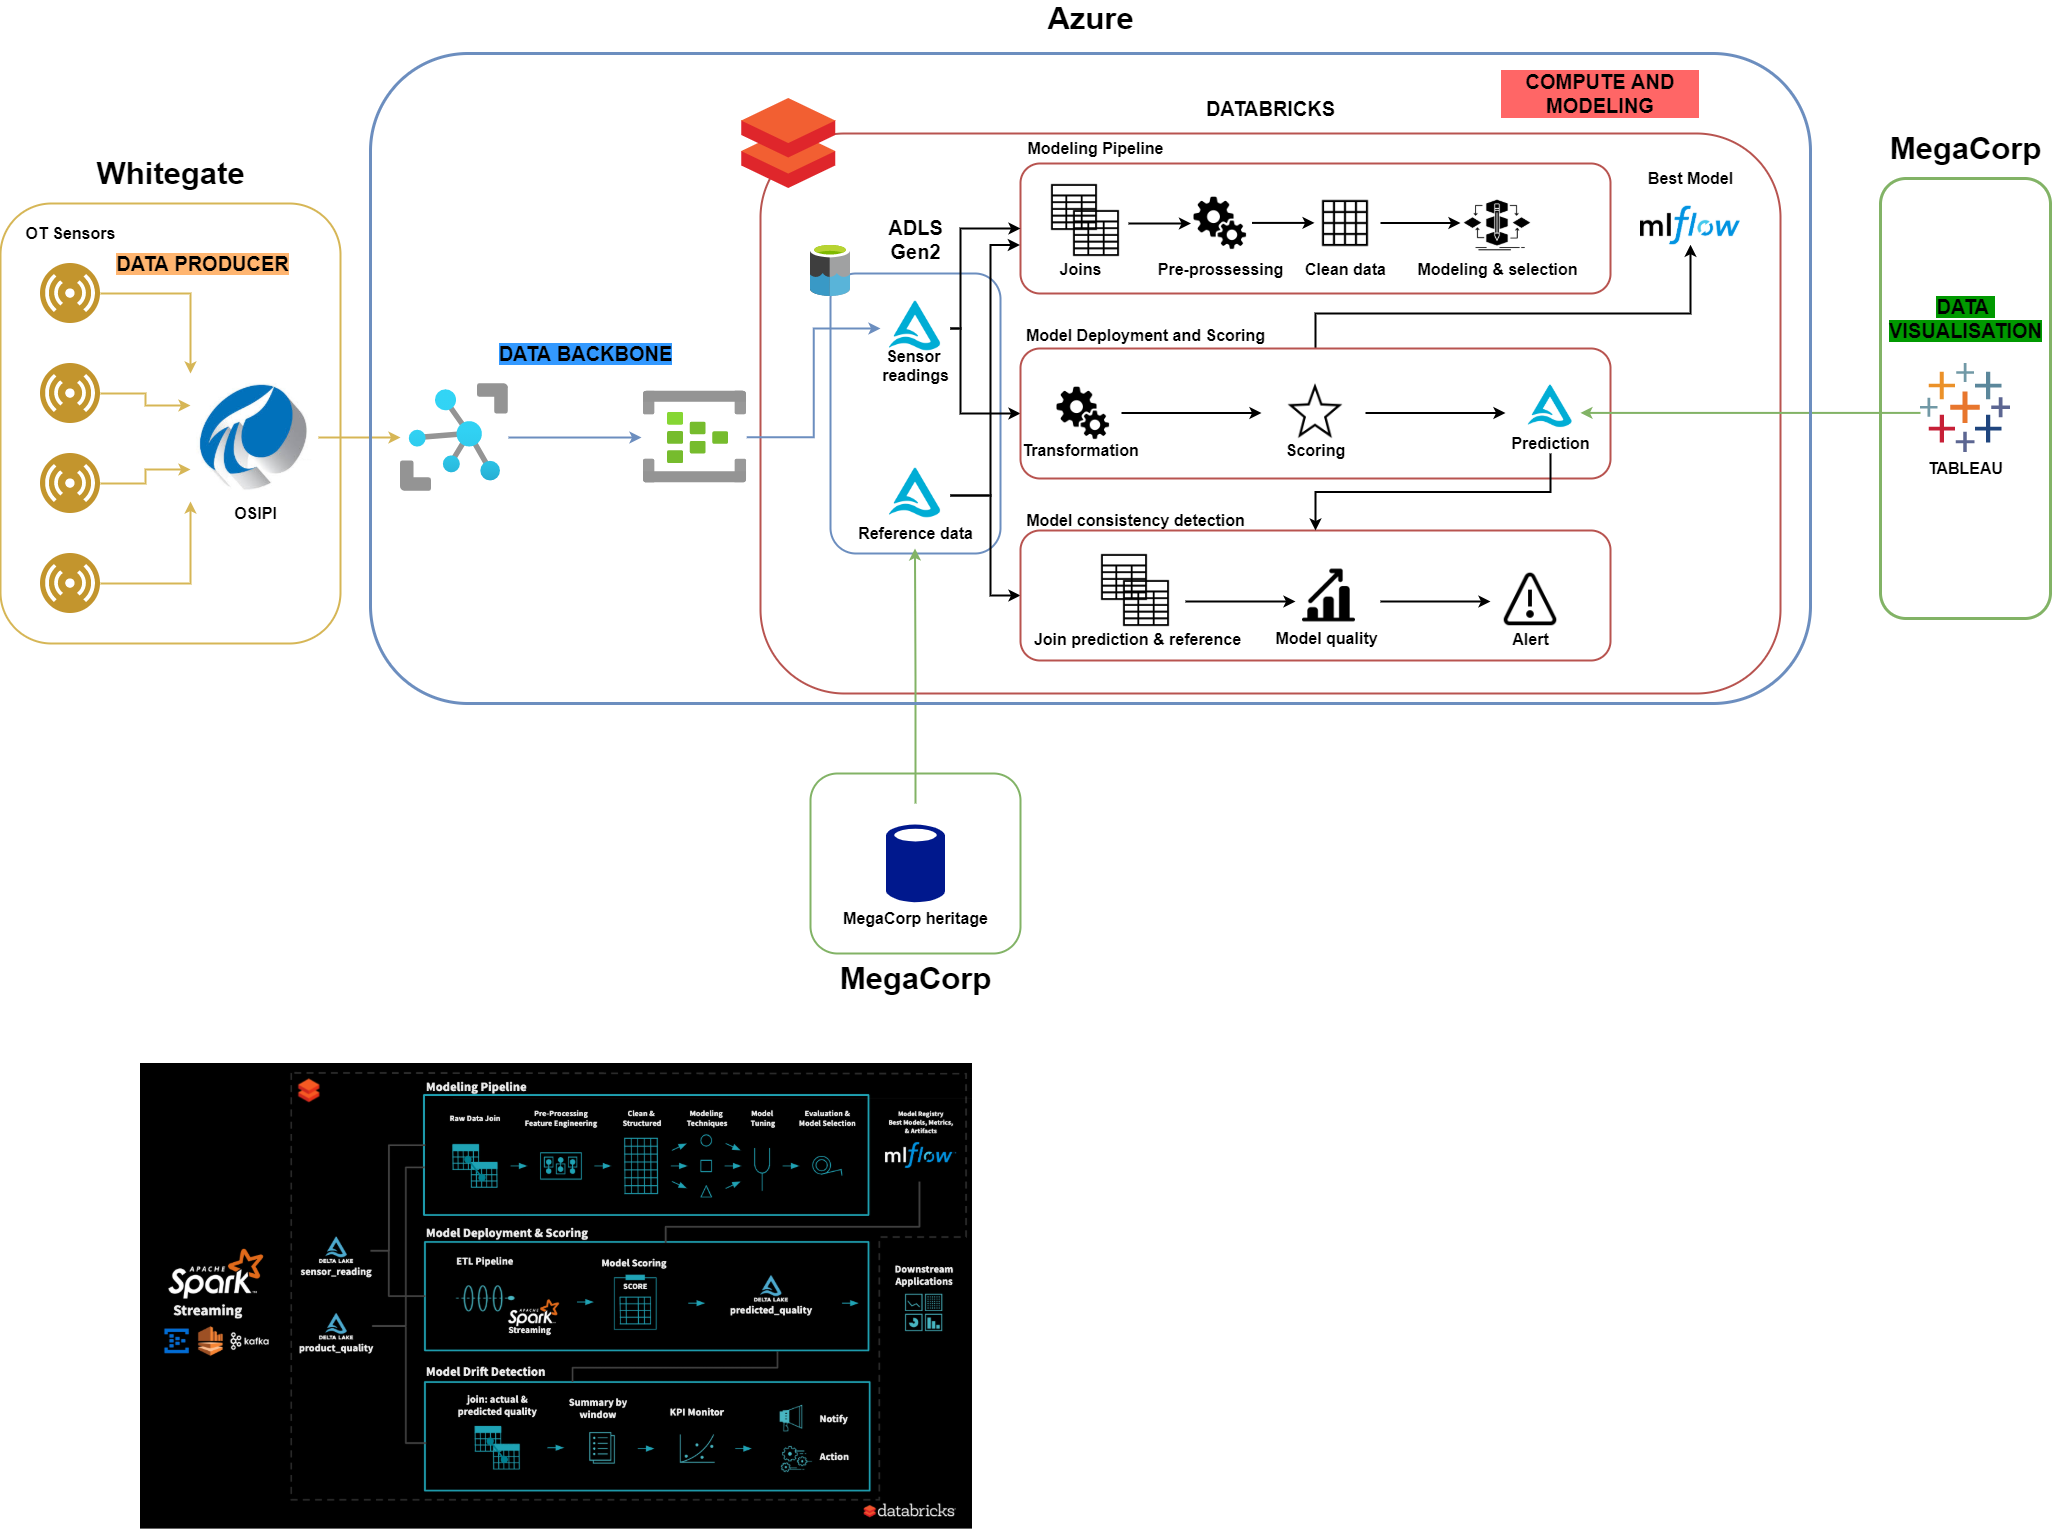 Azure
COMPUTE AND
MODELING
DATABRICKS
Whitegate
MegaCorp
OT Sensors
DATA PRODUCER
OSIPI
DATA BACKBONE
ADLS
Gen2
Sensor
readings
Reference data
Modeling Pipeline
Joins
Pre-prossessing
Clean data
Modeling & selection
Best Model
mlflow
Model Deployment and Scoring
Transformation
Scoring
Prediction
Model consistency detection
Join prediction & reference
Model quality
Alert
DATA
VISUALISATION
TABLEAU
MegaCorp heritage
MegaCorp
Modeling Pipeline
Raw Data Join
Pre-Processing
Feature Engineering
Clean &
Structured
Modeling
Techniques
Model
Tuning
Evaluation &
Model Selection
Model Registry
Best Models, Metrics,
& Artifacts
mlflow
APACHE
Spark
Streaming
kafka
DELTA LAKE
sensor_reading
DELTA LAKE
product_quality
Model Deployment & Scoring
ETL Pipeline
APACHE
Spark
Streaming
Model Scoring
SCORE
DELTA LAKE
predicted_quality
Downstream
Applications
Model Drift Detection
join: actual &
predicted quality
Summary by
window
KPI Monitor
Notify
Action
databricks